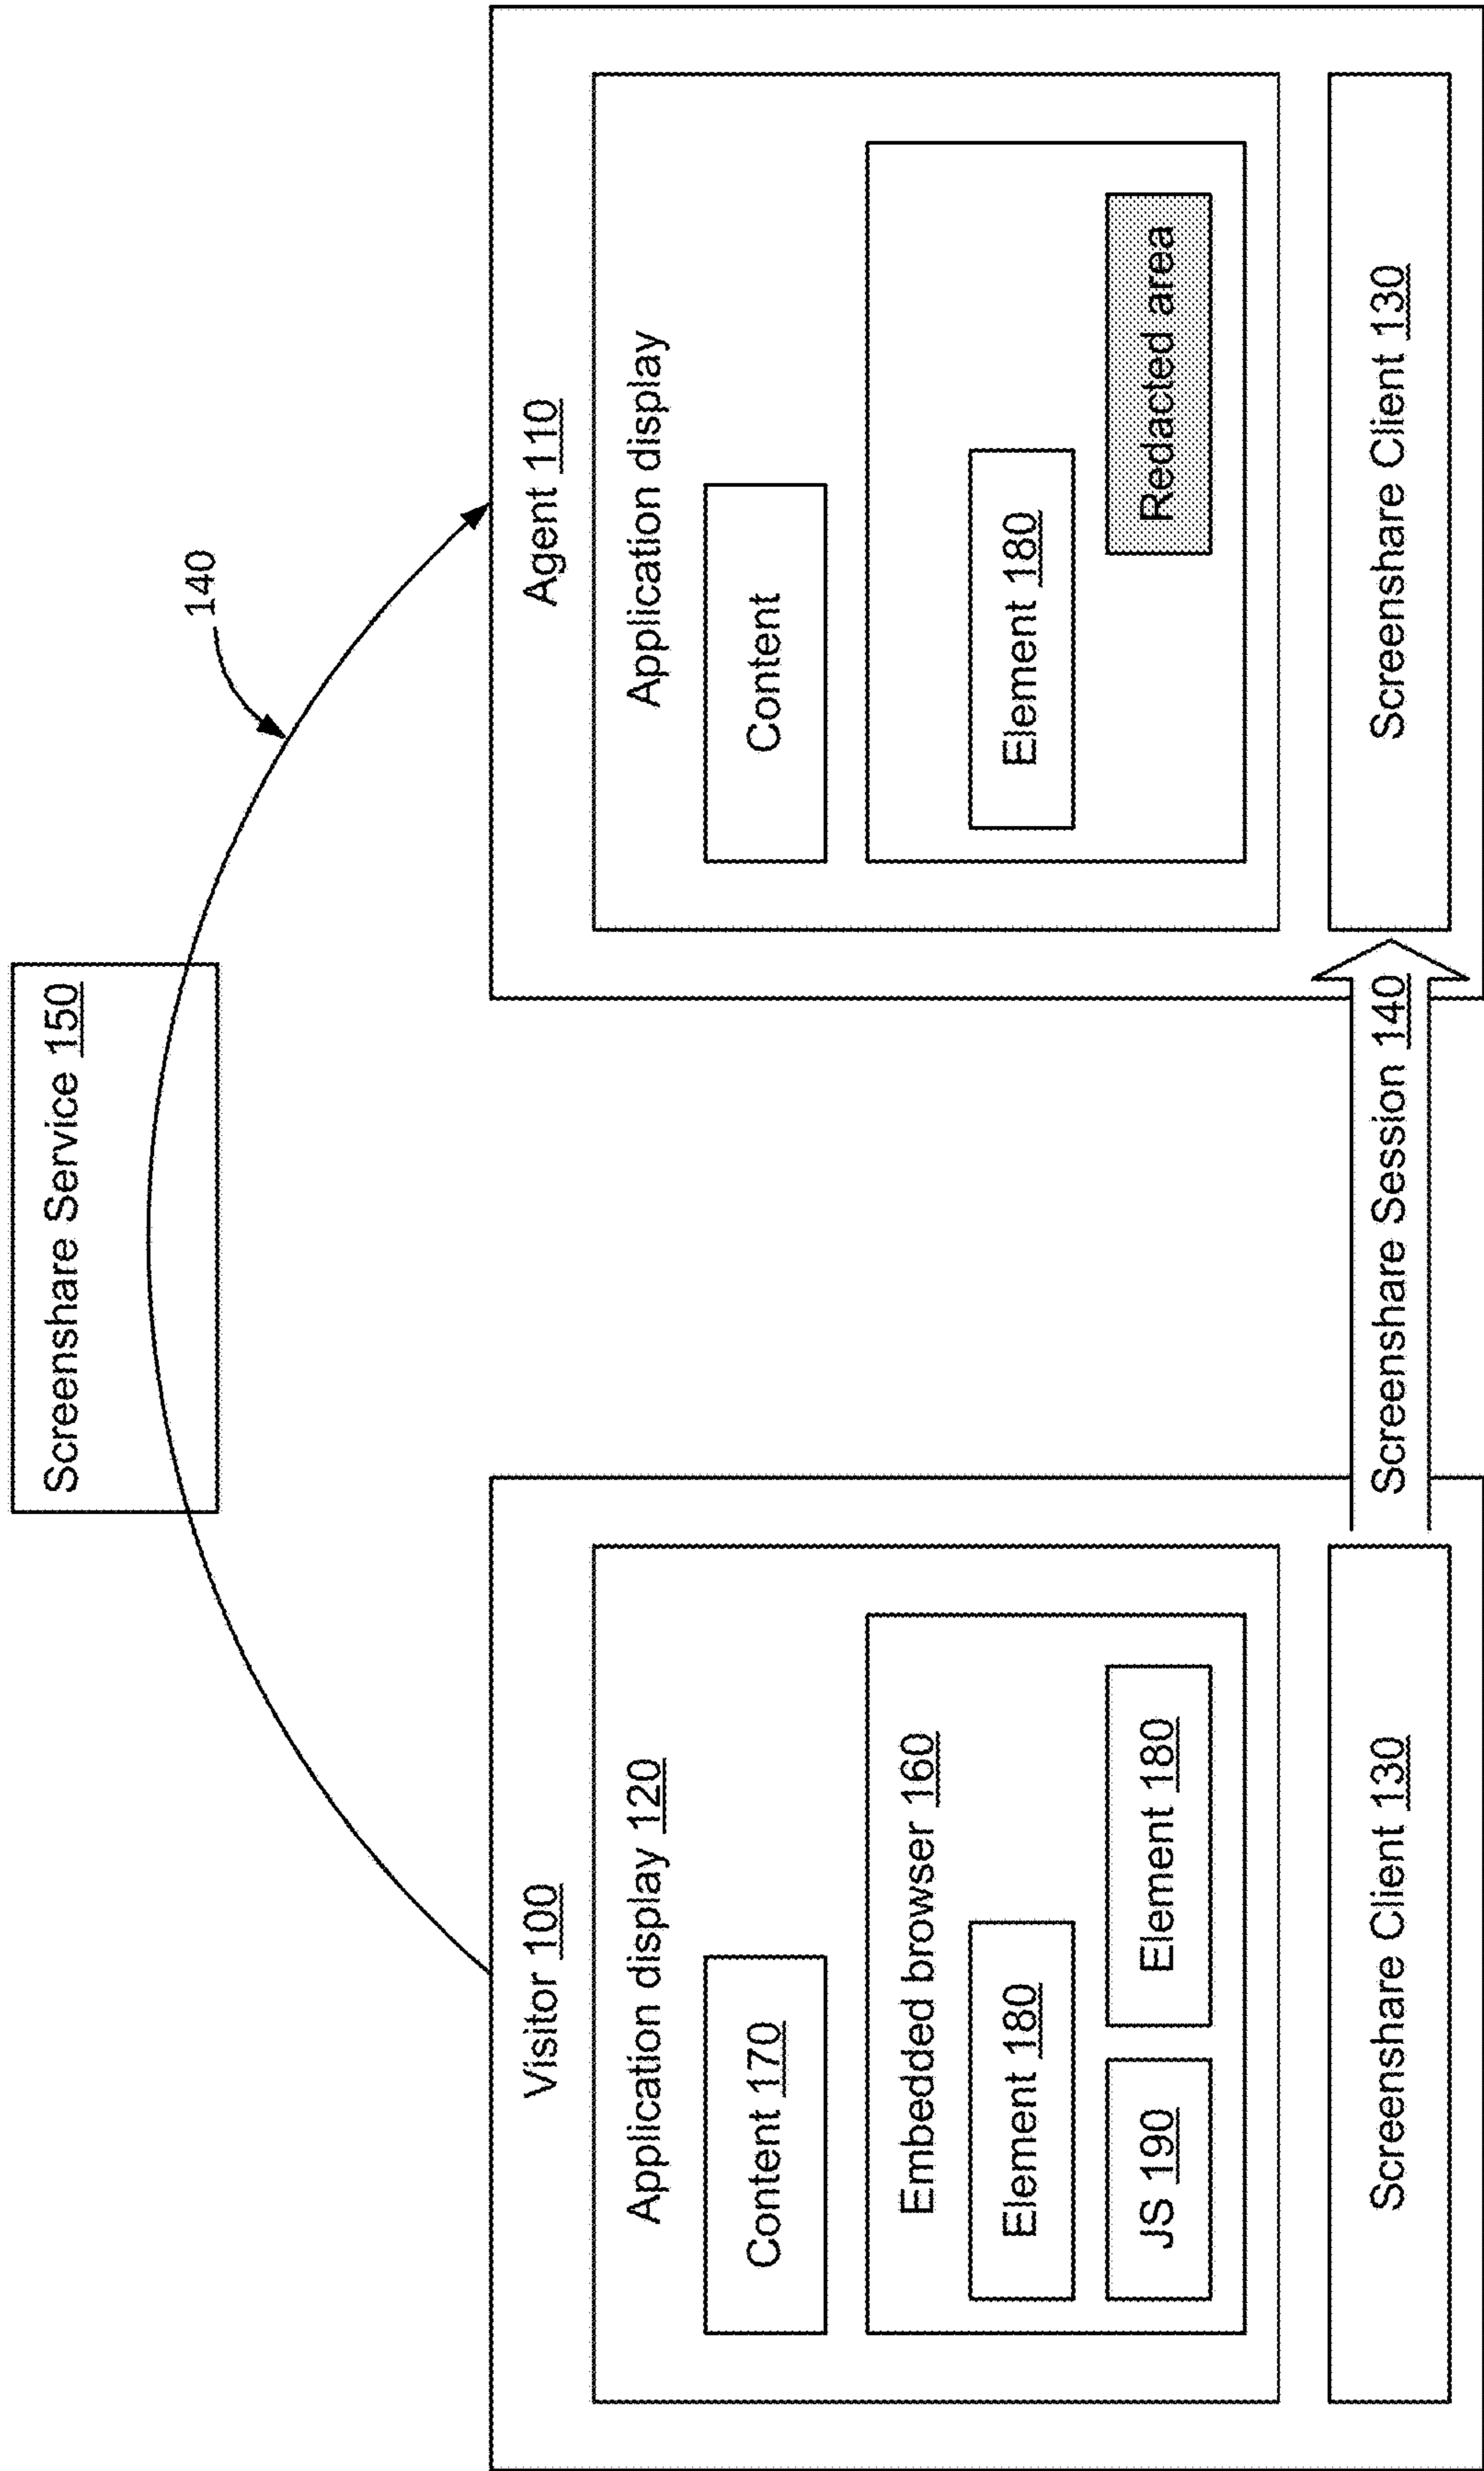 Screenshare Service 150
140
Visitor 100
Application display 120
Content 170
Embedded browser 160
Element 180
JS 190
Element 180
Screenshare Client 130
Screenshare Session 140
Agent 110
Application display
Content
Element 180
Redacted area
Screenshare Client 130